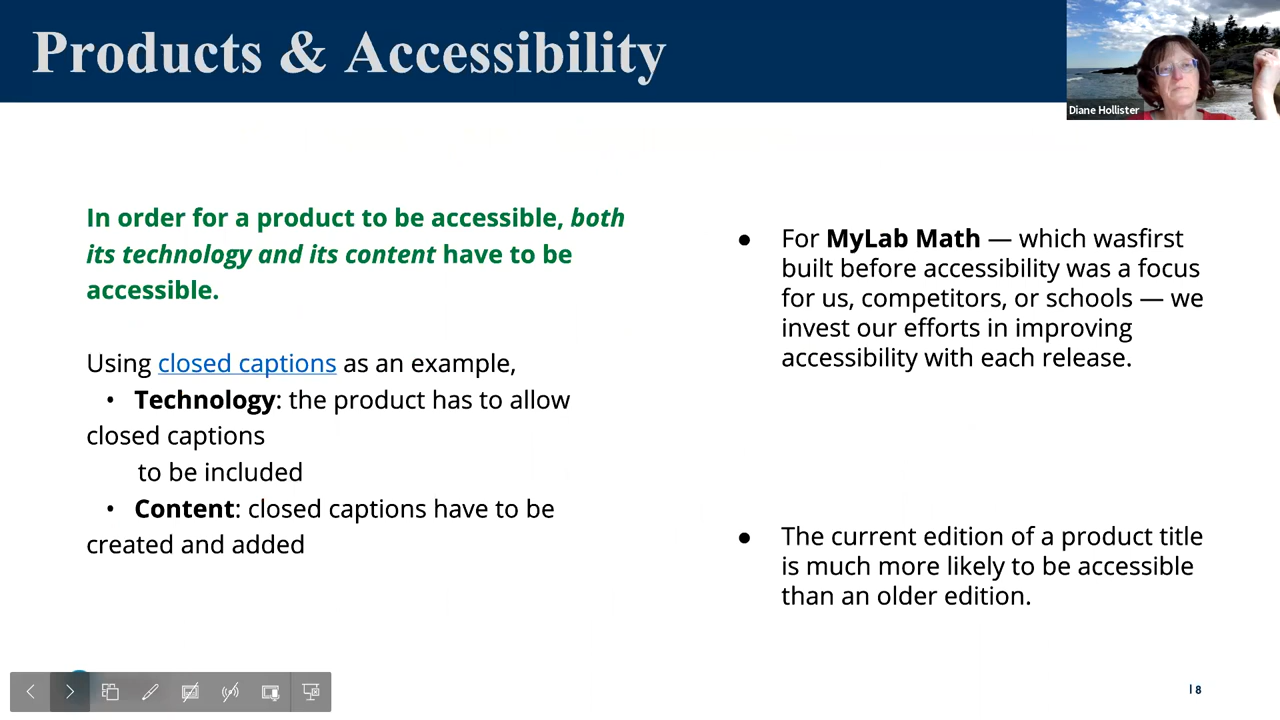 Products & Accessibility
Diane Hollister
In order for a product to be accessible, both
its technology and its content have to be
accessible.
Using closed captions as an example,
• Technology: the product has to allow
closed captions
to be included
• Content: closed captions have to be
created and added
● For MyLab Math — which wasfirst
built before accessibility was a focus
for us, competitors, or schools — we
invest our efforts in improving
accessibility with each release.
● The current edition of a product title
is much more likely to be accessible
than an older edition.
| 8